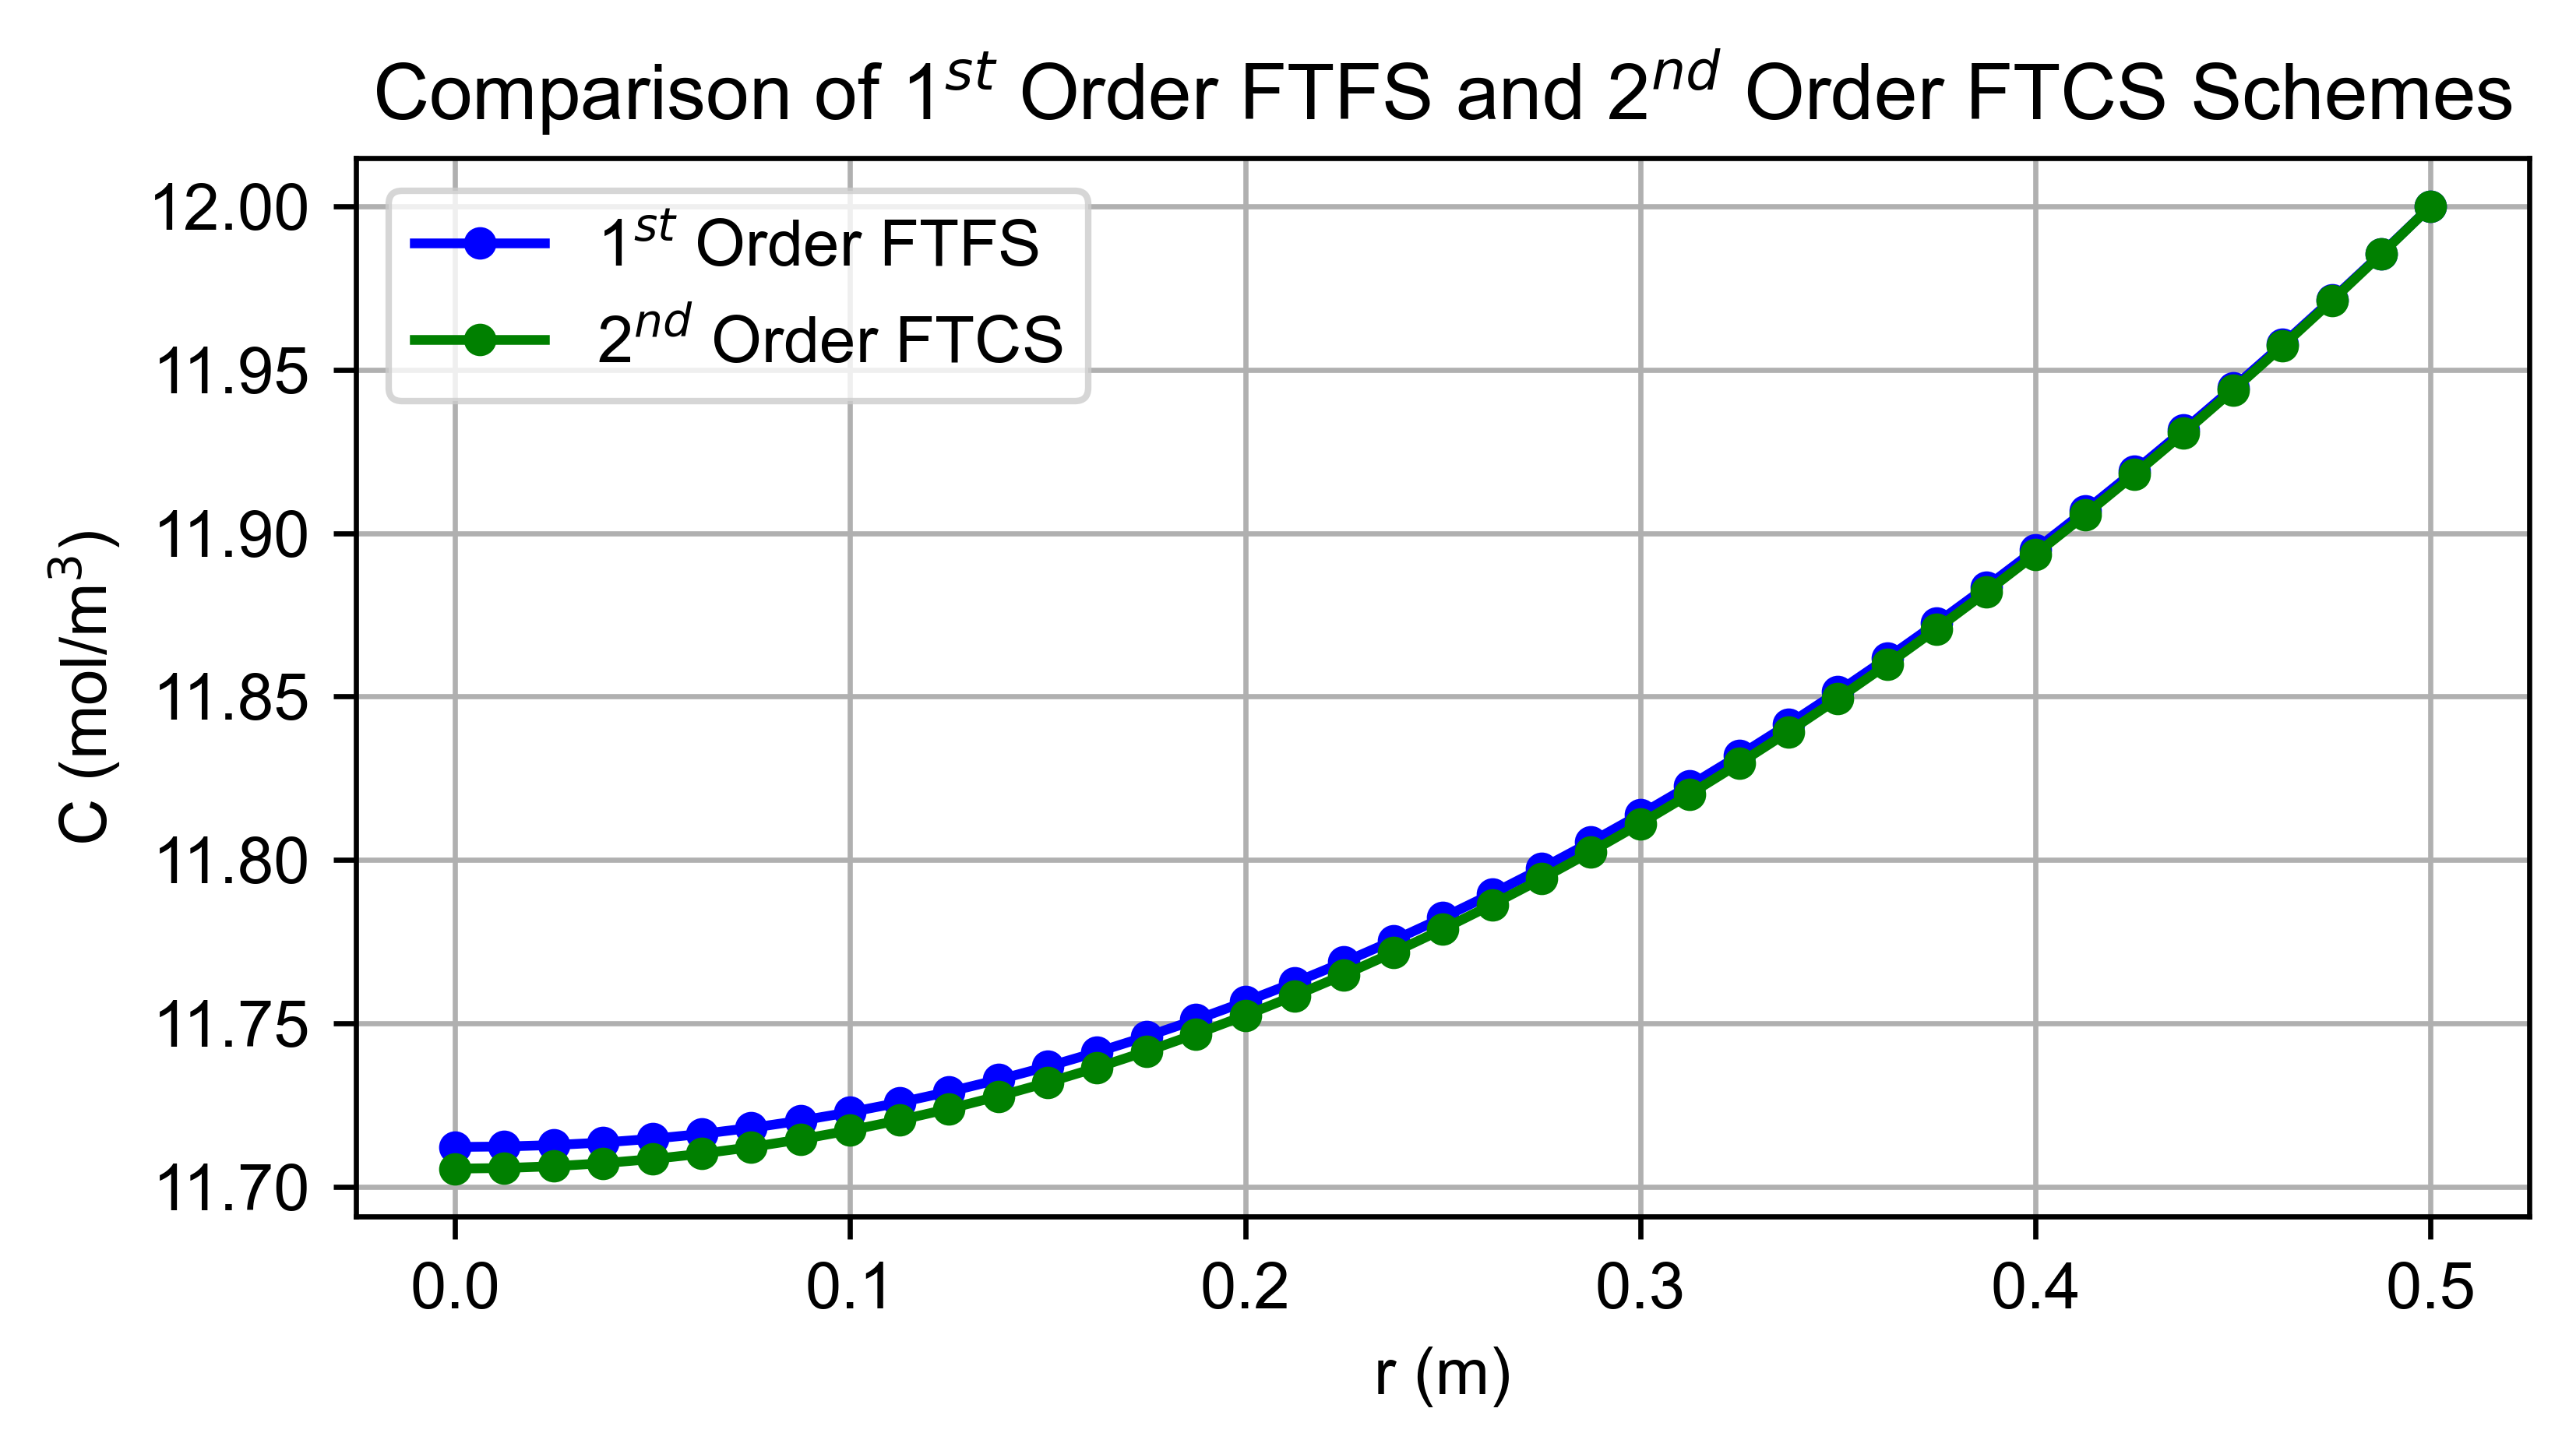 Comparison of 1st Order FTFS and 2nd Order FTCS Schemes
1st Order FTFS
2nd Order FTCS
12.00
11.95
11.90
11.85
11.80
11.75
11.70
C (mol/m³)
0.0 0.1 0.2 0.3 0.4 0.5
r (m)